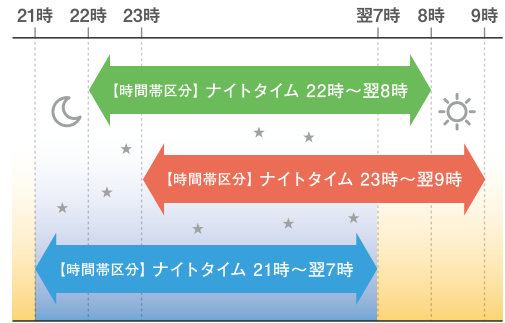 21時 22時 23時 翌7時 8時 9時
【時間帯区分】ナイトタイム 22時〜翌8時
【時間帯区分】ナイトタイム 23時〜翌9時
【時間帯区分】ナイトタイム 21時〜翌7時